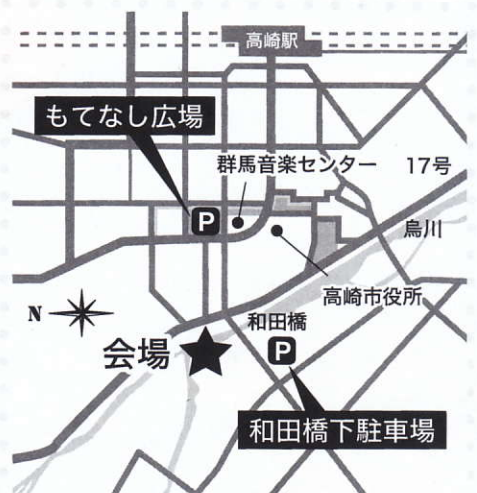 高崎駅
もてなし広場
群馬音楽センター 17号
P
烏川
高崎市役所
N
和田橋
会場
P
和田橋下駐車場